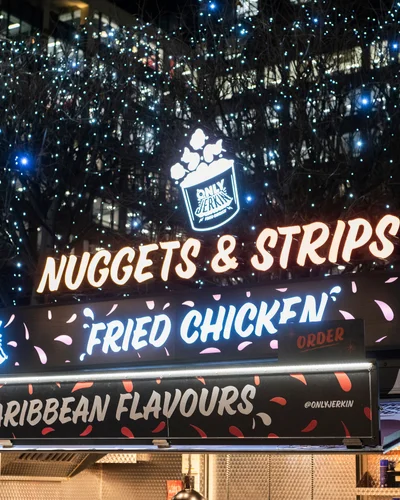 ONLY
JERKIN'
NUGGETS & STRIPS
FRIED CHICKEN
ORDER
ARIBBEAN FLAVOURS
@ONLYJERKIN